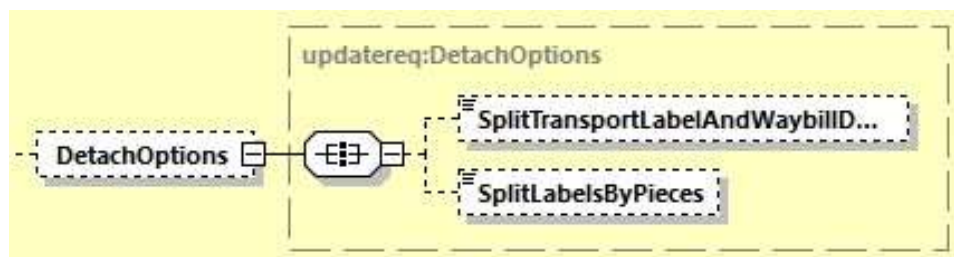 updatereq:DetachOptions
SplitTransportLabelAndWaybillD...
DetachOptions
SplitLabelsByPieces